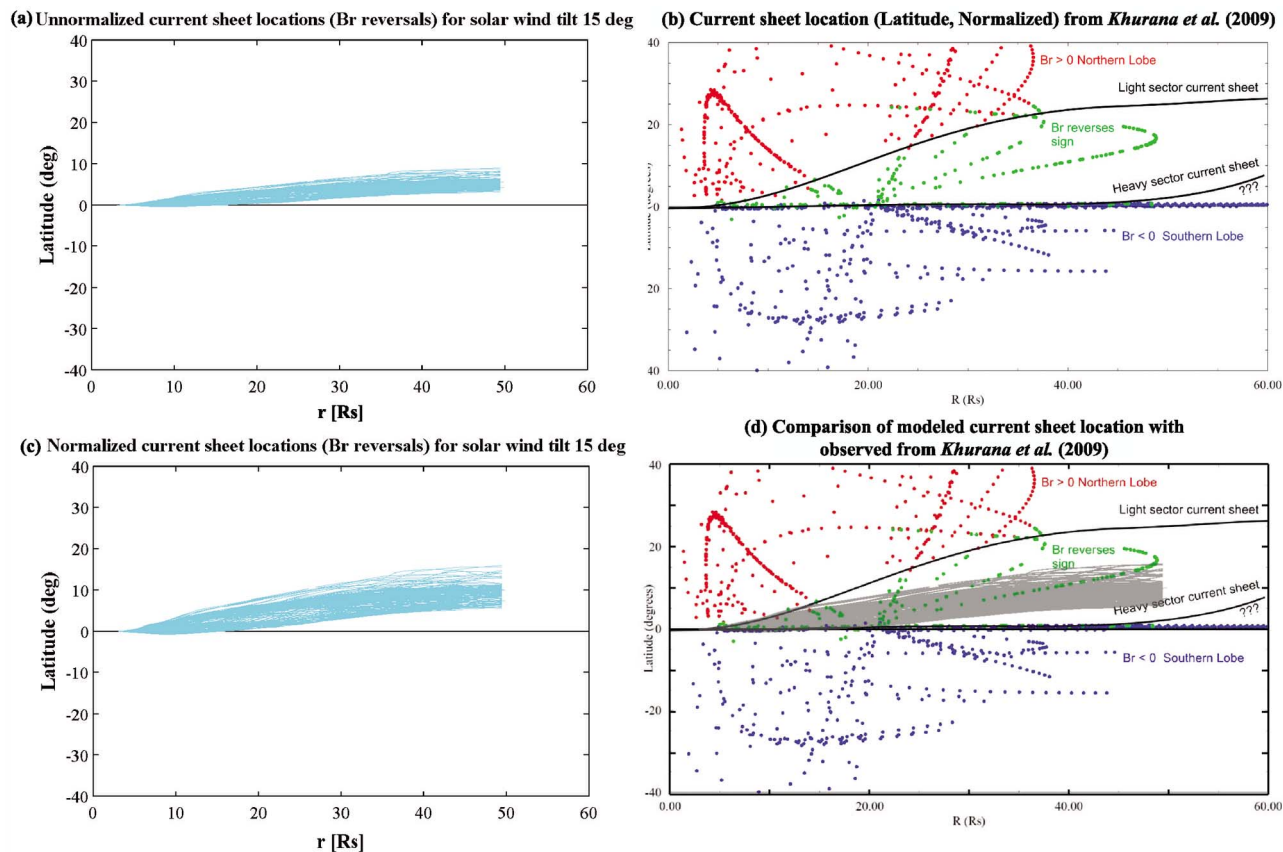 (a) Unnormalized current sheet locations (Br reversals) for solar wind tilt 15 deg
40
30
20
10
0
-10
-20
-30
-40
Latitude (deg)
0 10 20 30 40 50 60
r [Rs]
(b) Current sheet location (Latitude, Normalized) from Khurana et al. (2009)
40
20
0
20
40
Br > 0 Northern Lobe
Light sector current sheet
Br reverses
sign
Heavy sector current sheet
???
Br < 0 Southern Lobe
0.00 20.00 40.00 60.00
R (Rs)
(c) Normalized current sheet locations (Br reversals) for solar wind tilt 15 deg
40
30
20
10
0
-10
-20
-30
-40
Latitude (deg)
0 10 20 30 40 50 60
r [Rs]
(d) Comparison of modeled current sheet location with
observed from Khurana et al. (2009)
40
20
0
-20
-40
Latiude (degrees)
Br > 0 Northern Lobe
Light sector current sheet
Br reverses
sign
Heavy sector current sheet
???
Br < 0 Southern Lobe
0.00 20.00 40.00 60.00
R (Rs)